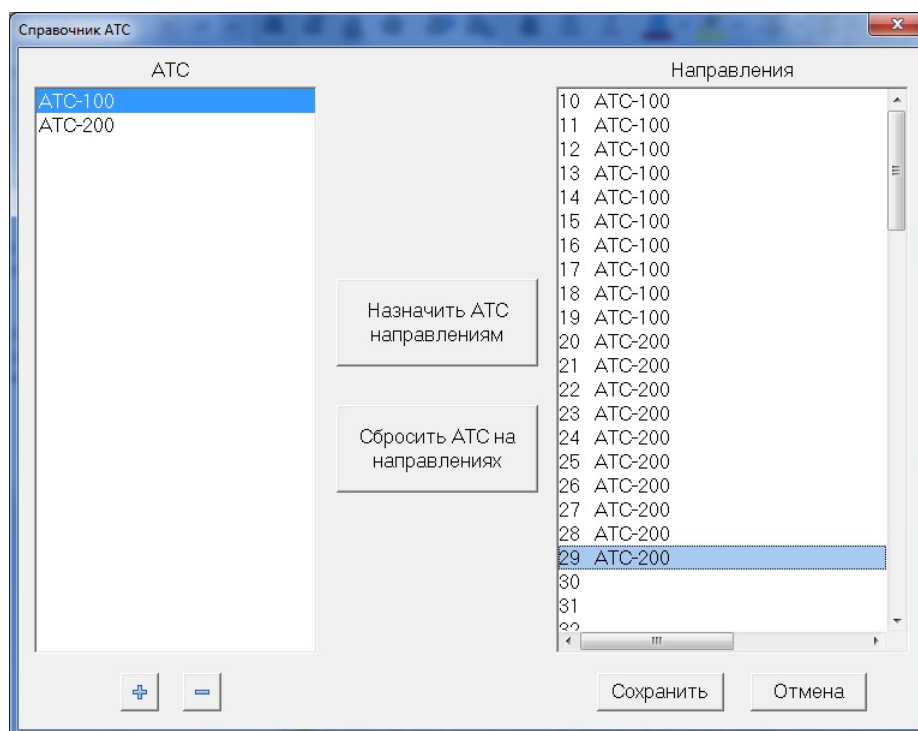 Справочник АТС
АТС
АТС-100
АТС-200
Назначить АТС
направлениям
Сбросить АТС на
направлениях
Направления
10 АТС-100
11 АТС-100
12 АТС-100
13 АТС-100
14 АТС-100
15 АТС-100
16 АТС-100
17 АТС-100
18 АТС-100
19 АТС-100
20 АТС-200
21 АТС-200
22 АТС-200
23 АТС-200
24 АТС-200
25 АТС-200
26 АТС-200
27 АТС-200
28 АТС-200
29 АТС-200
30
31
32
Сохранить
Отмена